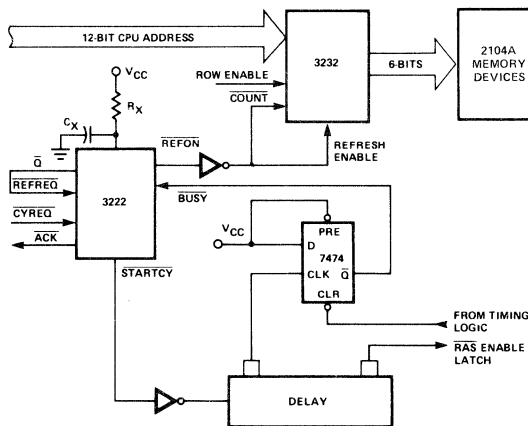 12-BIT CPU ADDRESS
3232
6-BITS
2104A
MEMORY
DEVICES
ROW ENABLE
COUNT
VCC
RX
CX
REFON
REFRESH
ENABLE
Q
REFREQ
3222
BUSY
CYREQ
ACK
STARTCY
VCC
PRE
D
7474
CLK
Q
CLR
FROM TIMING
LOGIC
RAS ENABLE
LATCH
DELAY